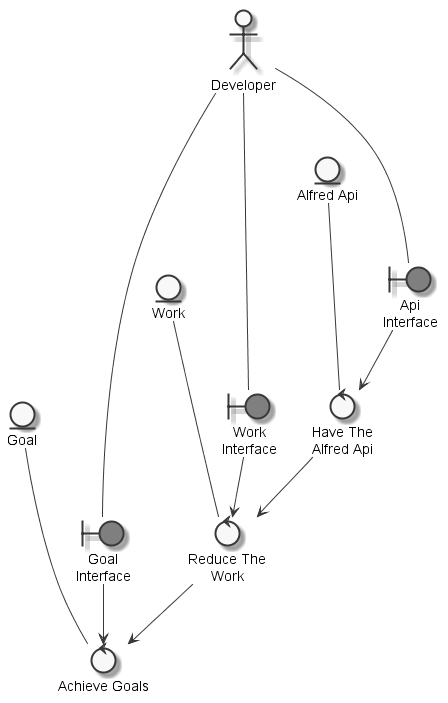 Developer
Alfred Api
Api
Interface
Work
Work
Interface
Have The
Alfred Api
Goal
Goal
Interface
Reduce The
Work
Achieve Goals